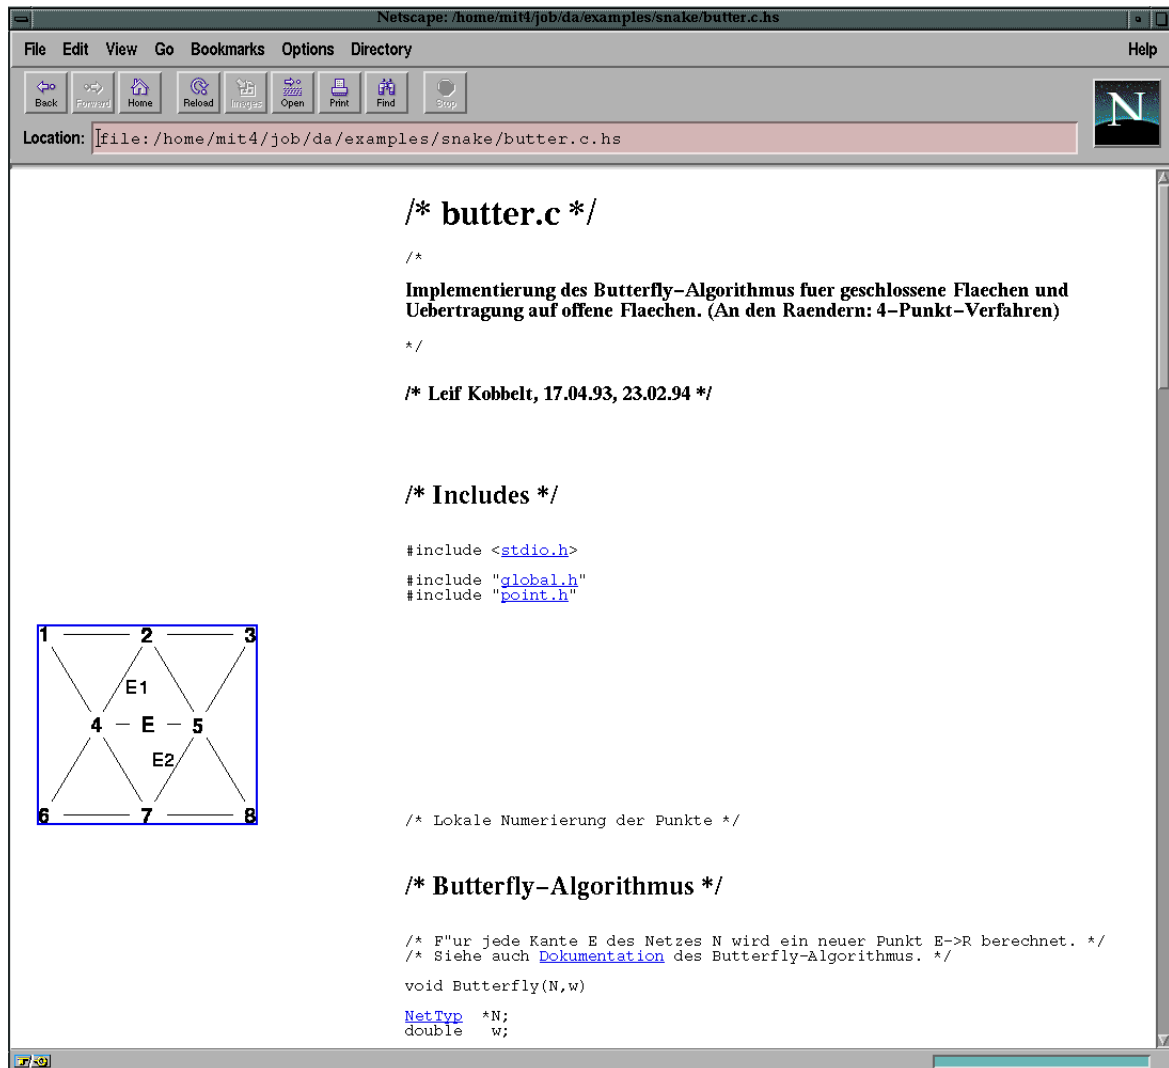 Netscape: /home/mit4/job/da/examples/snake/butter.c.hs
File Edit View Go Bookmarks Options Directory Help
Back Forward Home Reload Images Open Print Find Stop
N
Location: file:/home/mit4/job/da/examples/snake/butter.c.hs
/* butter.c */
/*
Implementierung des Butterfly-Algorithmus fuer geschlossene Flaechen und
Uebertragung auf offene Flaechen. (An den Raendern: 4-Punkt-Verfahren)
*/
/* Leif Kobbelt, 17.04.93, 23.02.94 */
/* Includes */
#include <stdio.h>
#include "global.h"
#include "point.h"
1 2 3
E1
4 E 5
E2
6 7 8
/* Lokale Numerierung der Punkte */
/* Butterfly-Algorithmus */
/* F"ur jede Kante E des Netzes N wird ein neuer Punkt E->R berechnet. */
/* Siehe auch Dokumentation des Butterfly-Algorithmus. */
void Butterfly(N,w)
NetTyp *N;
double w;